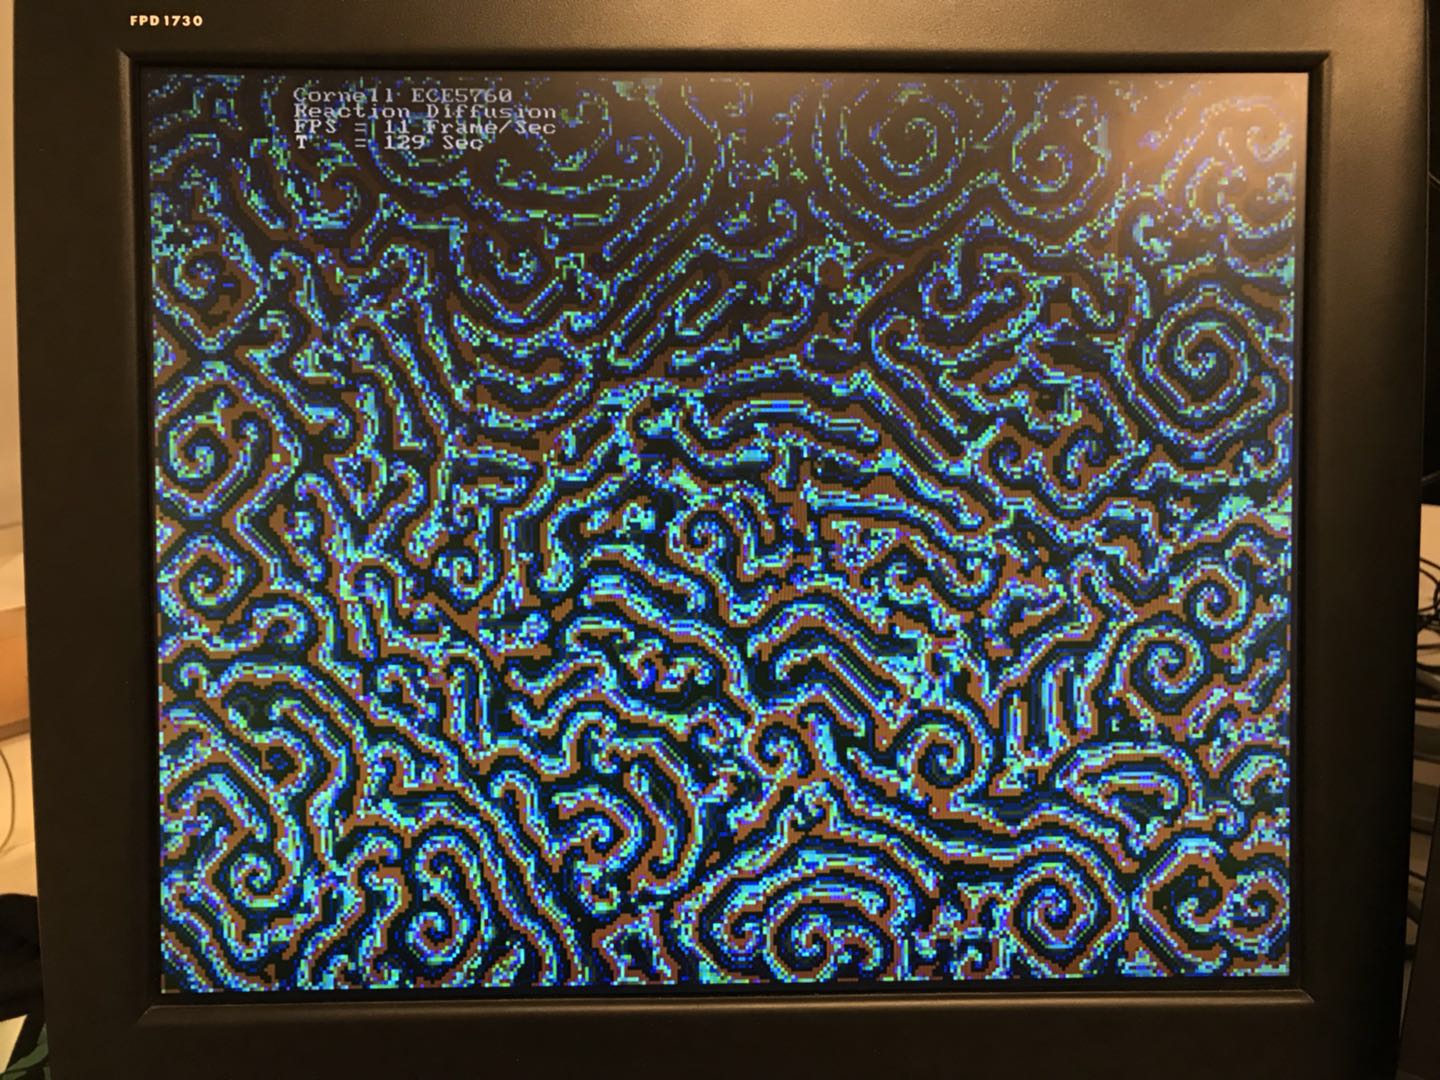 FPD1730
Cornell ECE5760
Reaction Diffusion
FPS = 11 Frame/Sec
T = 129 Sec